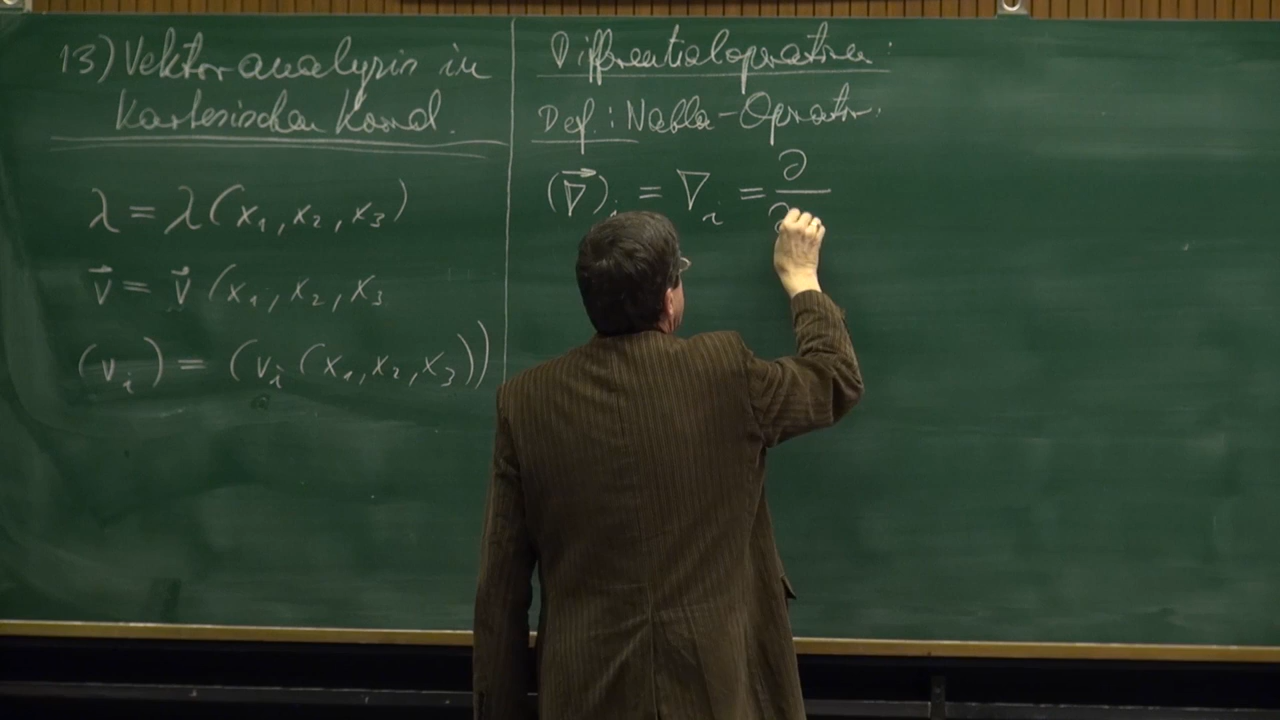 13) Vektoranalysis in
Kartesischen Koord.
λ = λ(x₁, x₂, x₃)
v⃗ = v⃗ (x₁, x₂, x₃
(vᵢ) = (vᵢ (x₁, x₂, x₃))
Differentialoperatoren:
Def.: Nabla-Operator.
(∇⃗)ᵢ = ∇ᵢ = ∂/∂